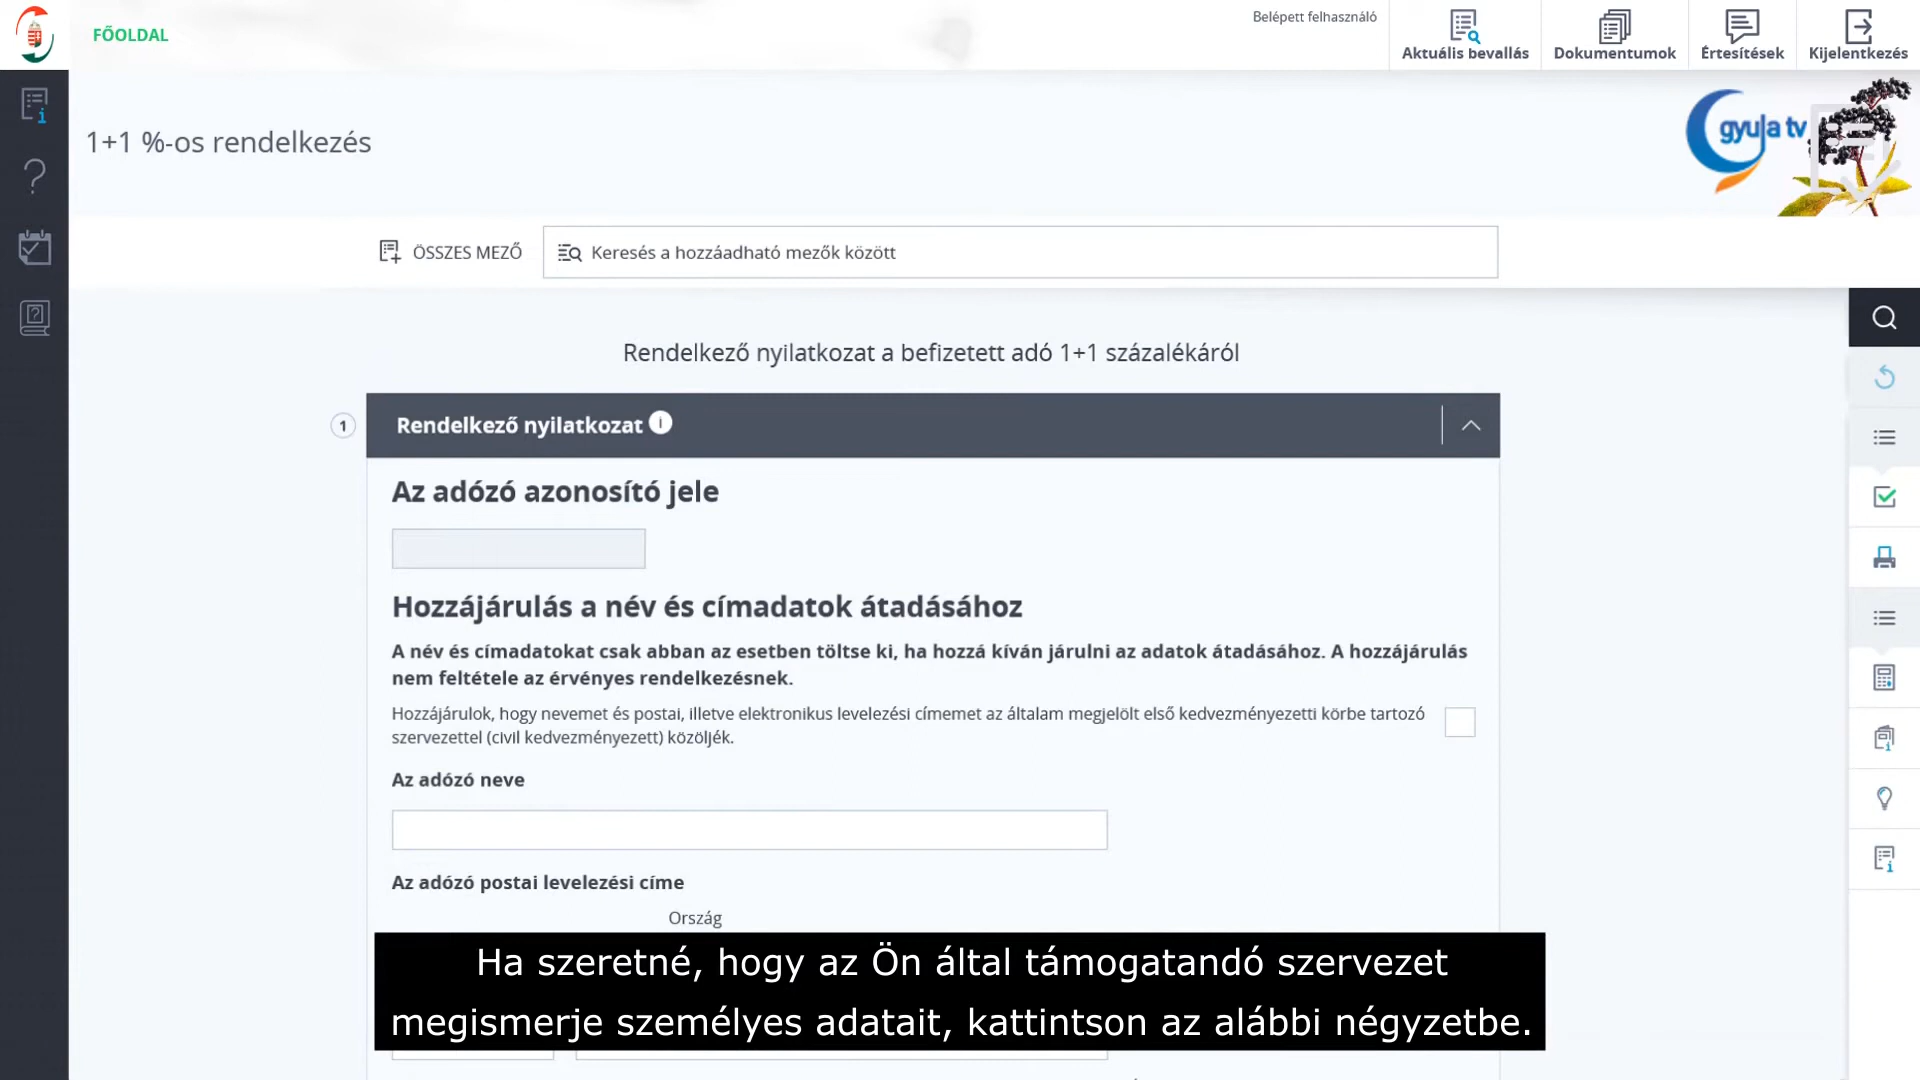 FŐOLDAL
Belépett felhasználó
Aktuális bevallás
Dokumentumok
Értesítések
Kijelentkezés
1+1 %-os rendelkezés
gyula tv
ÖSSZES MEZŐ
Keresés a hozzáadható mezők között
Rendelkező nyilatkozat a befizetett adó 1+1 százalékáról
1
Rendelkező nyilatkozat i
Az adózó azonosító jele
Hozzájárulás a név és címadatok átadásához
A név és címadatokat csak abban az esetben töltse ki, ha hozzá kíván járulni az adatok átadásához. A hozzájárulás
nem feltétele az érvényes rendelkezésnek.
Hozzájárulok, hogy nevemet és postai, illetve elektronikus levelezési címemet az általam megjelölt első kedvezményezetti körbe tartozó
szervezettel (civil kedvezményezett) közöljék.
Az adózó neve
Az adózó postai levelezési címe
Ország
Ha szeretné, hogy az Ön által támogatandó szervezet
megismerje személyes adatait, kattintson az alábbi négyzetbe.